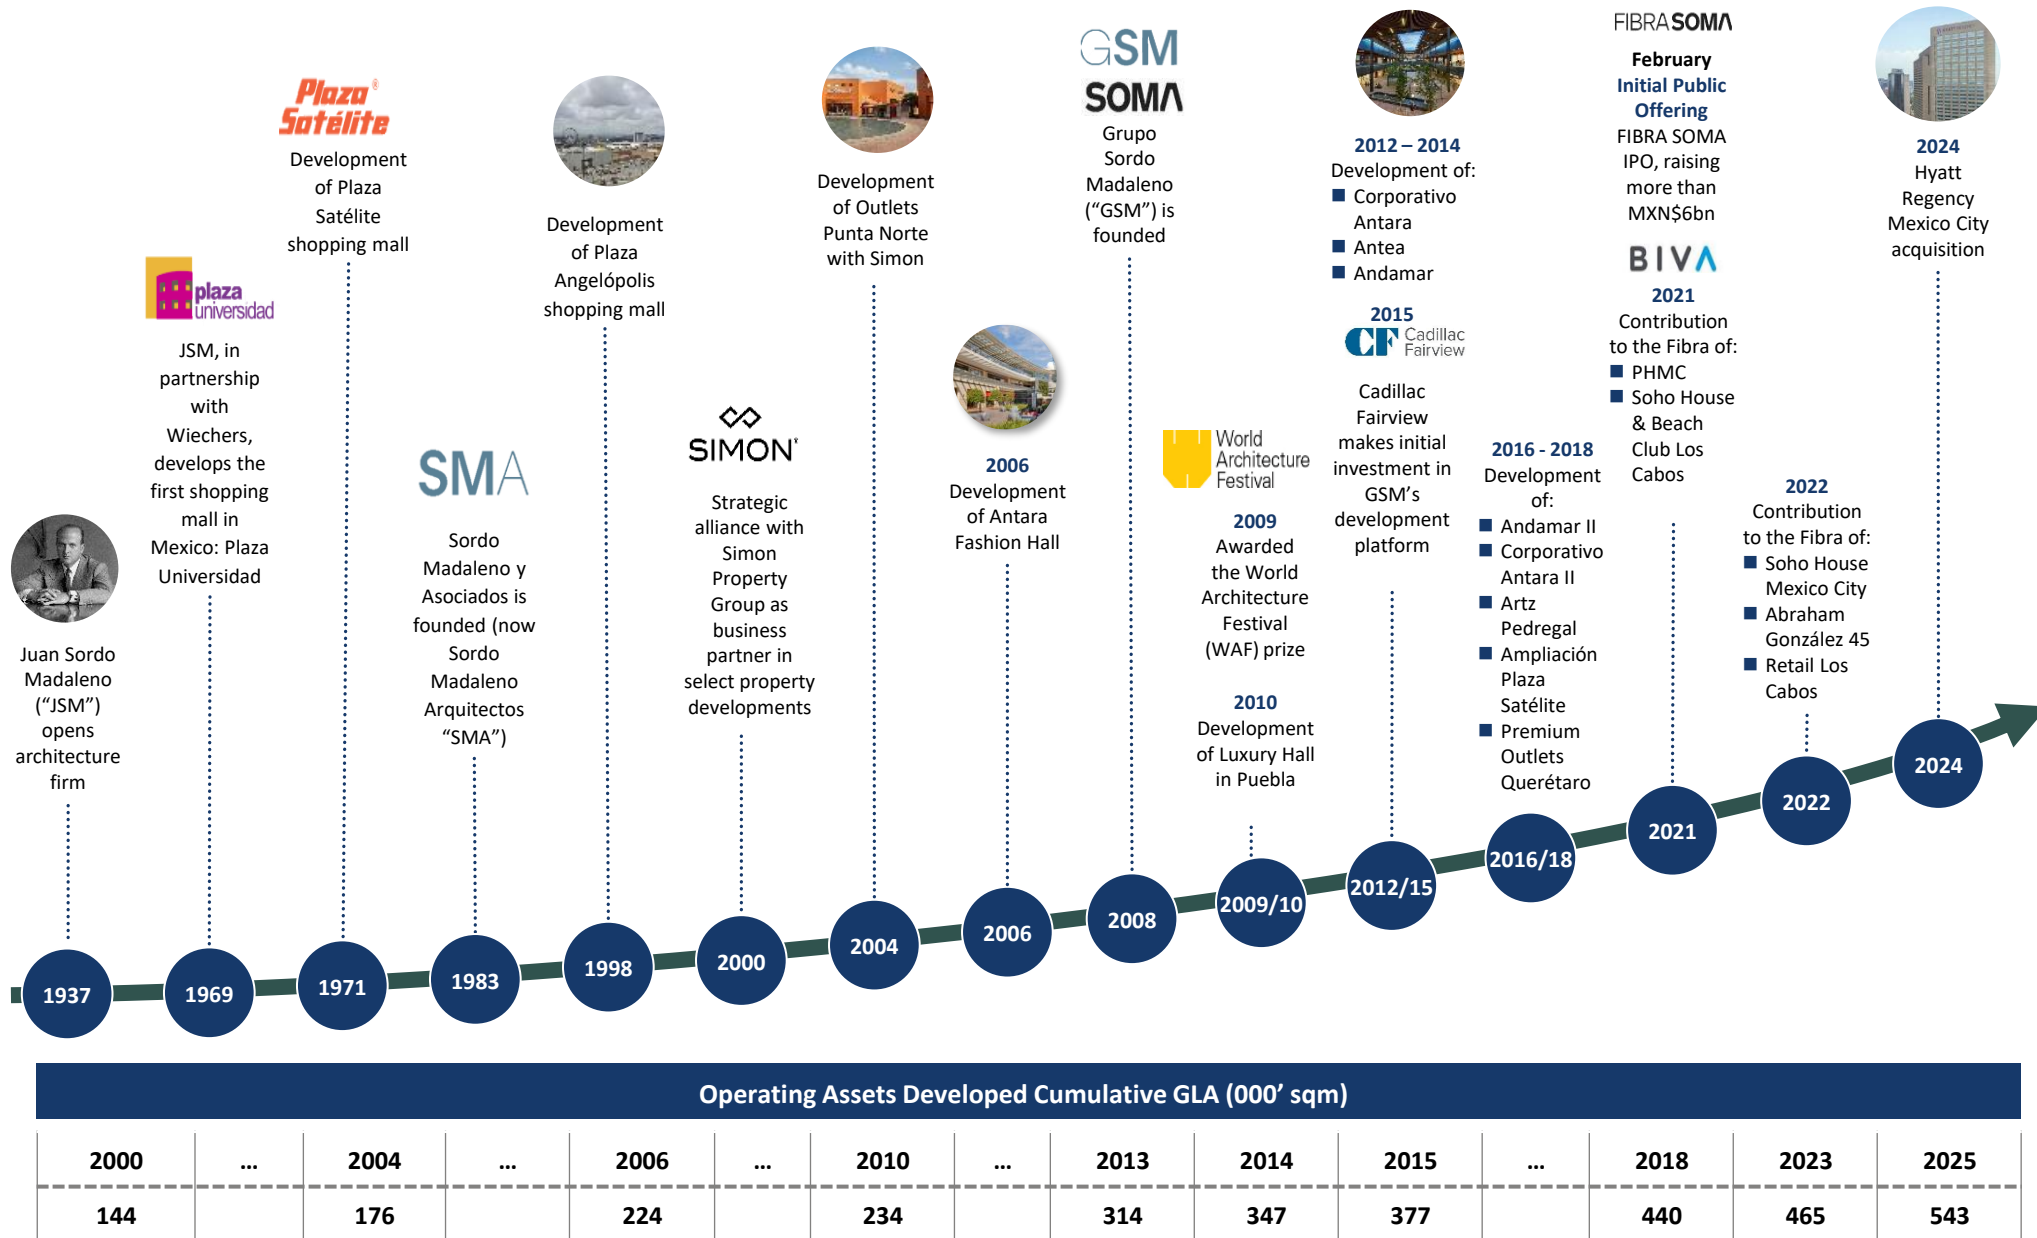 Juan Sordo
Madaleno
(“JSM”)
opens
architecture
firm
plaza
universidad
JSM, in
partnership
with
Wiechers,
develops the
first shopping
mall in
Mexico: Plaza
Universidad
Plaza®
Satélite
Development
of Plaza
Satélite
shopping mall
SMA
Sordo
Madaleno y
Asociados is
founded (now
Sordo
Madaleno
Arquitectos
“SMA”)
Development
of Plaza
Angelópolis
shopping mall
SIMON
Strategic
alliance with
Simon
Property
Group as
business
partner in
select property
developments
Development
of Outlets
Punta Norte
with Simon
2006
Development
of Antara
Fashion Hall
GSM
SOMA
Grupo
Sordo
Madaleno
(“GSM”) is
founded
World
Architecture
Festival
2009
Awarded
the World
Architecture
Festival
(WAF) prize
2010
Development
of Luxury Hall
in Puebla
2012 – 2014
Development of:
■ Corporativo
Antara
■ Antea
■ Andamar
2015
CF Cadillac
Fairview
Cadillac
Fairview
makes initial
investment in
GSM’s
development
platform
2016 - 2018
Development
of:
■ Andamar II
■ Corporativo
Antara II
■ Artz
Pedregal
■ Ampliación
Plaza
Satélite
■ Premium
Outlets
Querétaro
FIBRA SOMA
February
Initial Public
Offering
FIBRA SOMA
IPO, raising
more than
MXN$6bn
BIVA
2021
Contribution
to the Fibra of:
■ PHMC
■ Soho House
& Beach
Club Los
Cabos
2022
Contribution
to the Fibra of:
■ Soho House
Mexico City
■ Abraham
González 45
■ Retail Los
Cabos
2024
Hyatt
Regency
Mexico City
acquisition
1937 1969 1971 1983 1998 2000 2004 2006 2008 2009/10 2012/15 2016/18 2021 2022 2024
Operating Assets Developed Cumulative GLA (000’ sqm)
2000 ... 2004 ... 2006 ... 2010 ... 2013 2014 2015 ... 2018 2023 2025
144 176 224 234 314 347 377 440 465 543